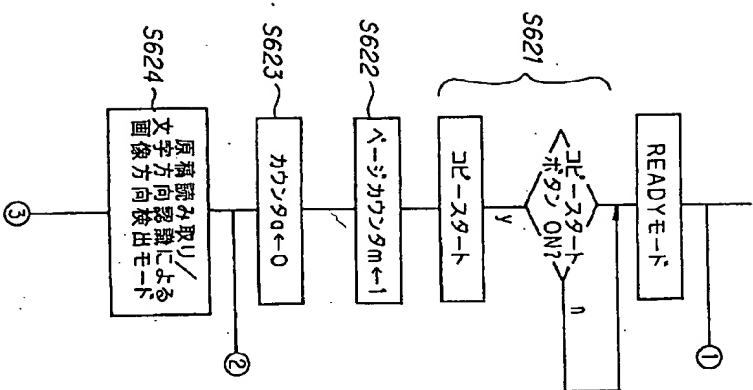 ①
READYモード
コピースタート
ボタン ON?
n
y
S621
コピースタート
S622
ページカウンタm←1
S623
カウンタa←0
②
S624
原稿読み取り/
文字方向認識による
画像方向検出モード
③